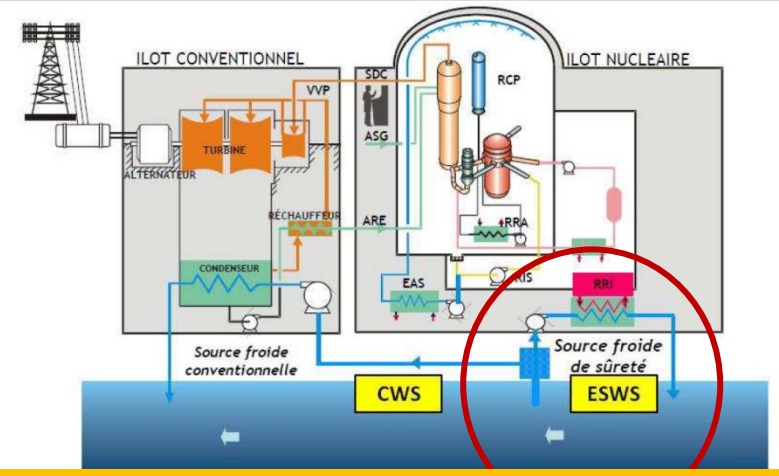 ILOT CONVENTIONNEL
ILOT NUCLEAIRE
SDC
RCP
VVP
ASG
TURBINE
ALTERNATEUR
RÉCHAUFFEUR
ARE
RRA
CONDENSEUR
EAS
RIS
RRI
Source froide
conventionnelle
Source froide
de sûreté
CWS
ESWS